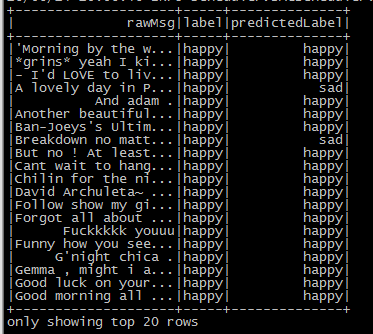 +--------------------+-----+--------------+
|              rawMsg|label|predictedLabel|
+--------------------+-----+--------------+
|'Morning by the w...|happy|         happy|
|*grins* yeah I ki...|happy|         happy|
|- I'd LOVE to liv...|happy|         happy|
|A lovely day in P...|happy|           sad|
|          And adam .|happy|         happy|
|Another beautiful...|happy|         happy|
|Ban-Joeys's Ultim...|happy|         happy|
|Breakdown no matt...|happy|           sad|
|But no ! At least...|happy|         happy|
|Cant wait to hang...|happy|         happy|
|Chilin for the ni...|happy|         happy|
|David Archuleta~ ...|happy|         happy|
|Follow show my gi...|happy|         happy|
|Forgot all about ...|happy|         happy|
|      Fuckkkkk youuu|happy|         happy|
|Funny how you see...|happy|         happy|
|     G'night chica .|happy|         happy|
|Gemma , might i a...|happy|         happy|
|Good luck on your...|happy|         happy|
|Good morning all ...|happy|         happy|
+--------------------+-----+--------------+
only showing top 20 rows